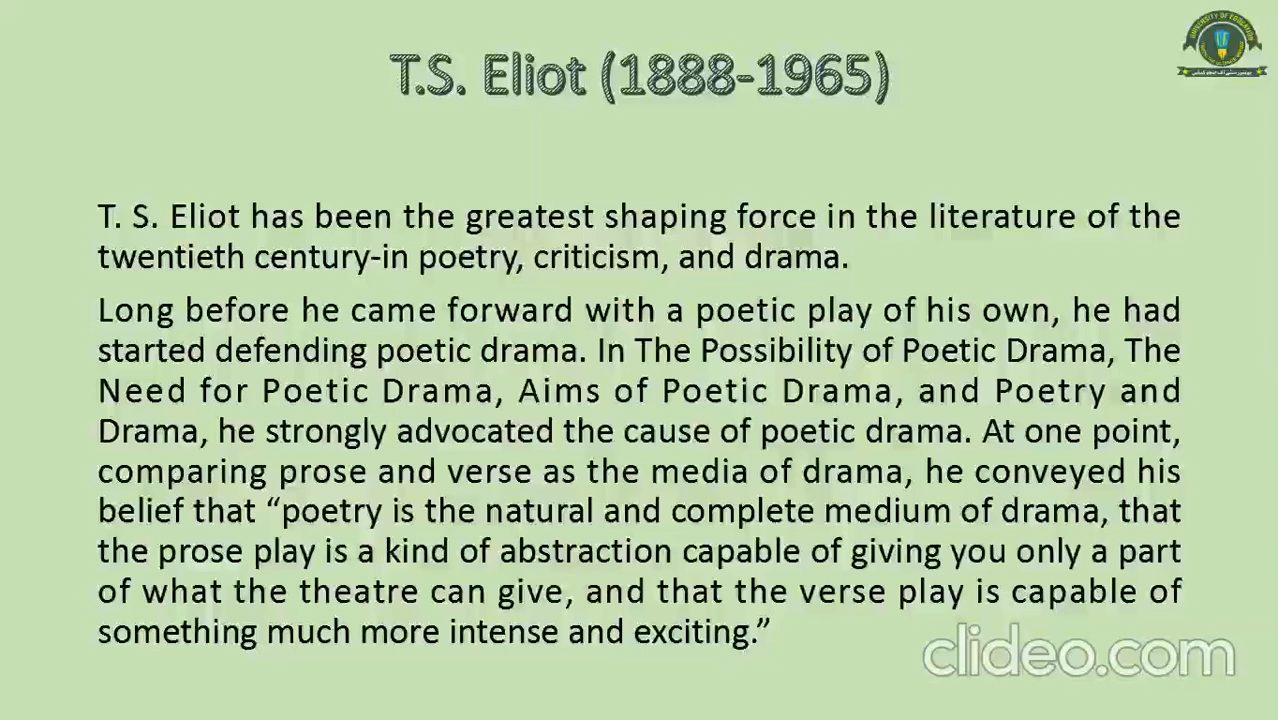 T.S. Eliot (1888-1965)
UNIVERSITY OF EDUCATION
T. S. Eliot has been the greatest shaping force in the literature of the
twentieth century-in poetry, criticism, and drama.
Long before he came forward with a poetic play of his own, he had
started defending poetic drama. In The Possibility of Poetic Drama, The
Need for Poetic Drama, Aims of Poetic Drama, and Poetry and
Drama, he strongly advocated the cause of poetic drama. At one point,
comparing prose and verse as the media of drama, he conveyed his
belief that “poetry is the natural and complete medium of drama, that
the prose play is a kind of abstraction capable of giving you only a part
of what the theatre can give, and that the verse play is capable of
something much more intense and exciting.”
clideo.com